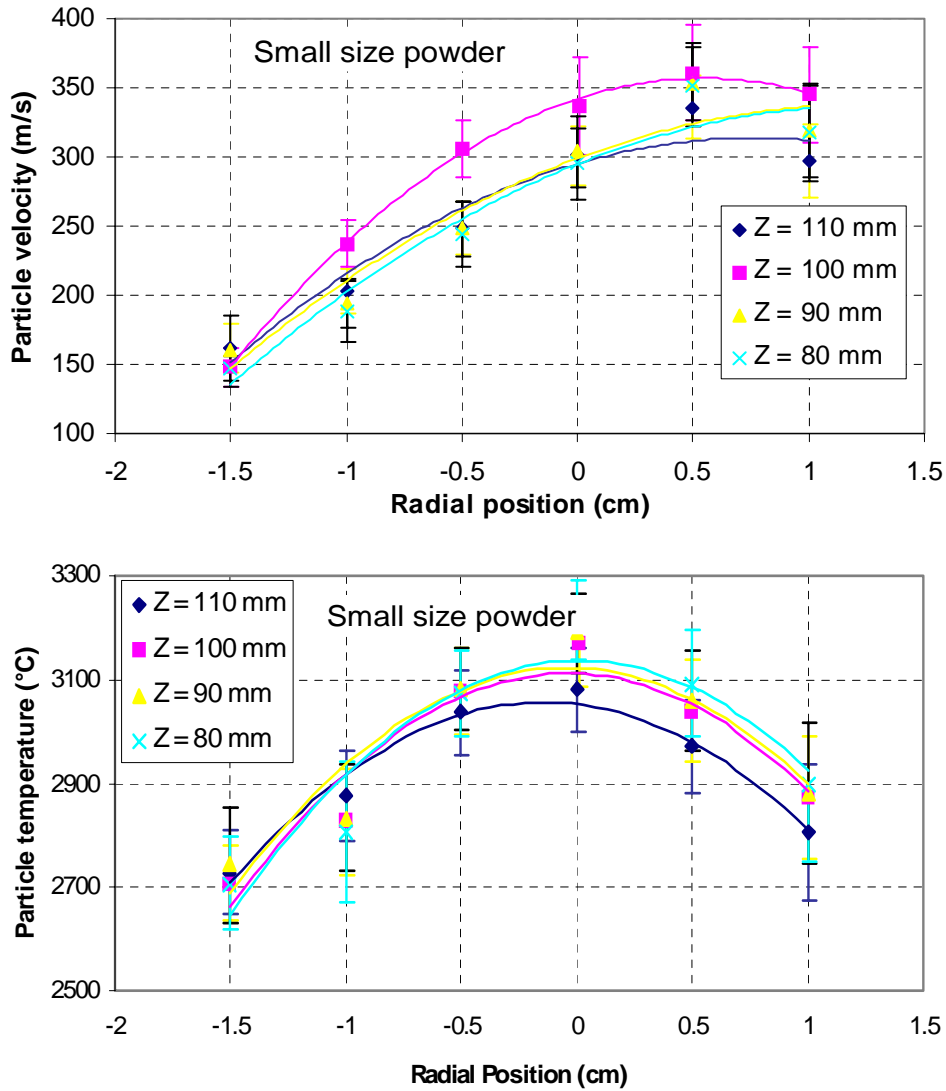 400
350
300
250
200
150
100
Particle velocity (m/s)
Small size powder
Z = 110 mm
Z = 100 mm
Z = 90 mm
Z = 80 mm
-2
-1.5
-1
-0.5
0
0.5
1
1.5
Radial position (cm)
3300
3100
2900
2700
2500
Particle temperature (°C)
Z = 110 mm
Z = 100 mm
Z = 90 mm
Z = 80 mm
Small size powder
-2
-1.5
-1
-0.5
0
0.5
1
1.5
Radial Position (cm)